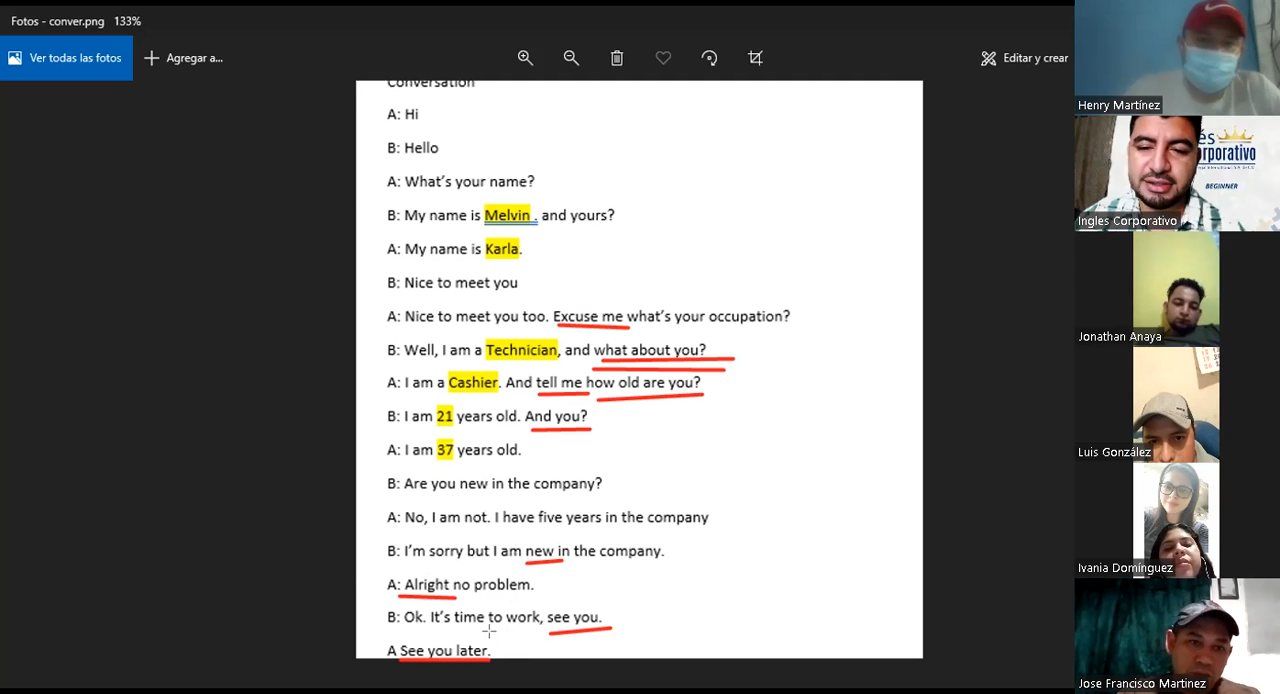 Fotos - conver.png 133%
Ver todas las fotos
Agregar a...
Editar y crear
Conversation
A: Hi
B: Hello
A: What's your name?
B: My name is Melvin . and yours?
A: My name is Karla.
B: Nice to meet you
A: Nice to meet you too. Excuse me what's your occupation?
B: Well, I am a Technician, and what about you?
A: I am a Cashier. And tell me how old are you?
B: I am 21 years old. And you?
A: I am 37 years old.
B: Are you new in the company?
A: No, I am not. I have five years in the company
B: I'm sorry but I am new in the company.
A: Alright no problem.
B: Ok. It's time to work, see you.
A See you later.
Henry Martínez
és
orporativo
BEGINNER
Ingles Corporativo
Jonathan Anaya
Luis González
Ivania Domínguez
Jose Francisco Martinez